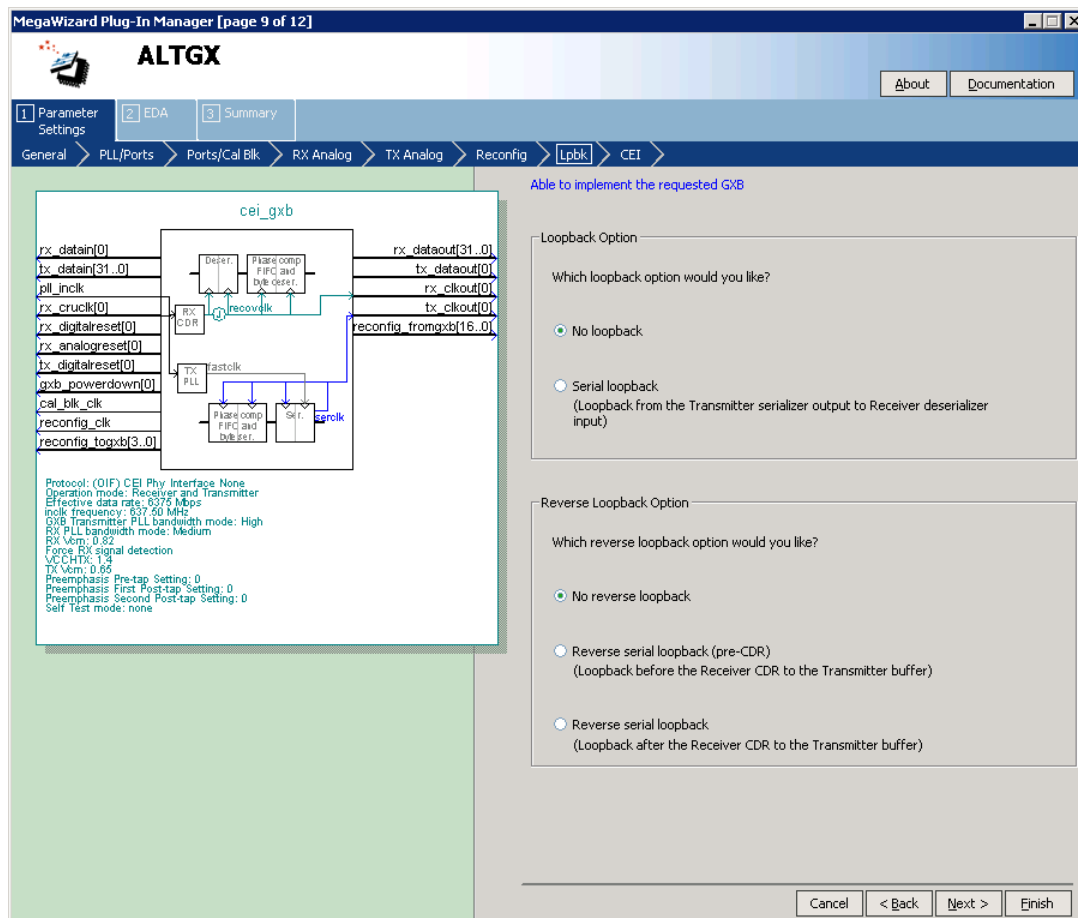 MegaWizard Plug-In Manager [page 9 of 12]
ALTGX
About
Documentation
1 Parameter Settings
2 EDA
3 Summary
General
PLL/Ports
Ports/Cal Blk
RX Analog
TX Analog
Reconfig
Lpbk
CEI
cei_gxb
rx_datain[0]
tx_datain[31..0]
pll_inclk
rx_cruclk[0]
rx_digitalreset[0]
rx_analogreset[0]
tx_digitalreset[0]
gxb_powerdown[0]
cal_blk_clk
reconfig_clk
reconfig_togxb[3..0]
Deser.
Phase comp
FIFO and
byte deser.
RX
CDR
recovclk
TX
PLL
fastclk
Phase comp
FIFO and
byte ser.
Ser.
serclk
rx_dataout[31..0]
tx_dataout[0]
rx_clkout[0]
tx_clkout[0]
reconfig_fromgxb[16..0]
Protocol: (OIF) CEI Phy Interface None
Operation mode: Receiver and Transmitter
Effective data rate: 6375 Mbps
inclk frequency: 637.50 MHz
GXB Transmitter PLL bandwidth mode: High
RX PLL bandwidth mode: Medium
RX Vcm: 0.82
Force RX signal detection
VCCHTX: 1.4
TX Vcm: 0.65
Preemphasis Pre-tap Setting: 0
Preemphasis First Post-tap Setting: 0
Preemphasis Second Post-tap Setting: 0
Self Test mode: none
Able to implement the requested GXB
Loopback Option
Which loopback option would you like?
No loopback
Serial loopback
(Loopback from the Transmitter serializer output to Receiver deserializer
input)
Reverse Loopback Option
Which reverse loopback option would you like?
No reverse loopback
Reverse serial loopback (pre-CDR)
(Loopback before the Receiver CDR to the Transmitter buffer)
Reverse serial loopback
(Loopback after the Receiver CDR to the Transmitter buffer)
Cancel
< Back
Next >
Finish